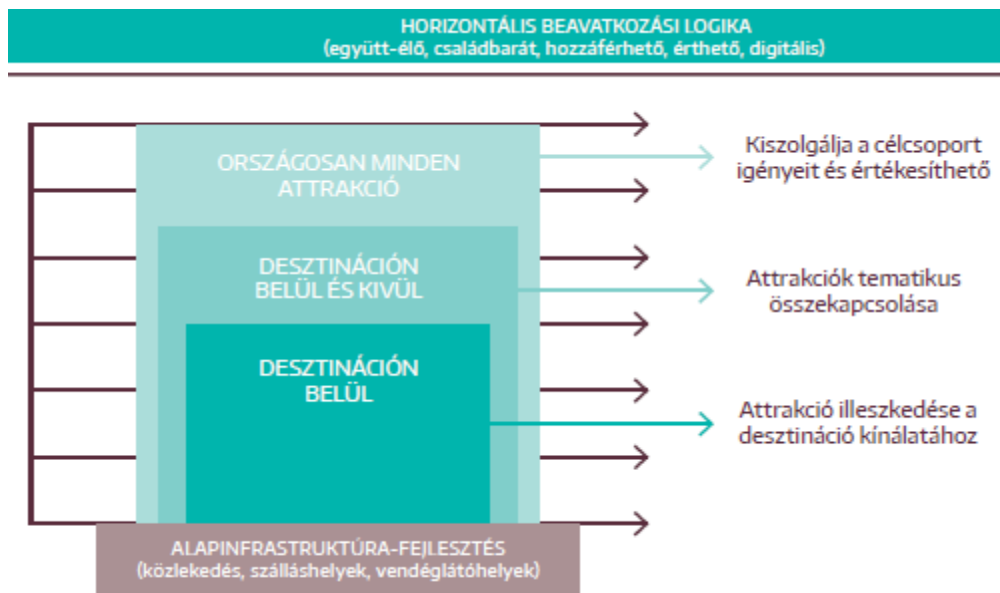 HORIZONTÁLIS BEAVATKOZÁSI LOGIKA
(együtt-élő, családbarát, hozzáférhető, érthető, digitális)
ORSZÁGOSAN MINDEN
ATTRAKCIÓ
Kiszolgálja a célcsoport
igényeit és értékesíthető
DESZTINÁCIÓN
BELÜL ÉS KIVÜL
Attrakciók tematikus
összekapcsolása
DESZTINÁCIÓN
BELÜL
Attrakció illeszkedése a
desztináció kínálatához
ALAPINFRASTRUKTÚRA-FEJLESZTÉS
(közlekedés, szálláshelyek, vendéglátóhelyek)